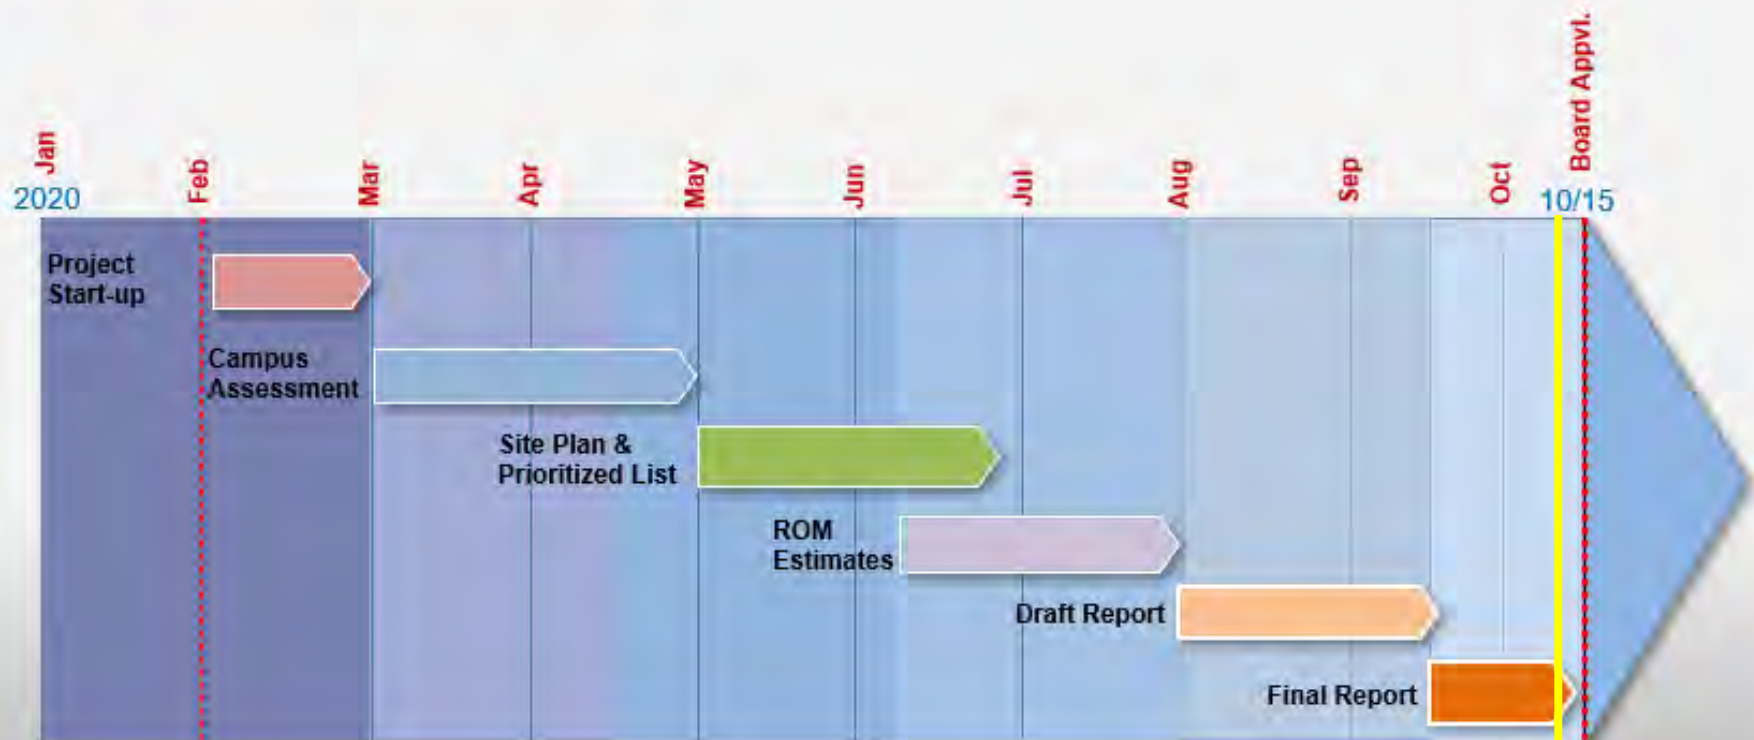 Jan
Feb
Mar
Apr
May
Jun
Jul
Aug
Sep
Oct
Board Appvl.
2020
10/15
Project
Start-up
Campus
Assessment
Site Plan &
Prioritized List
ROM
Estimates
Draft Report
Final Report